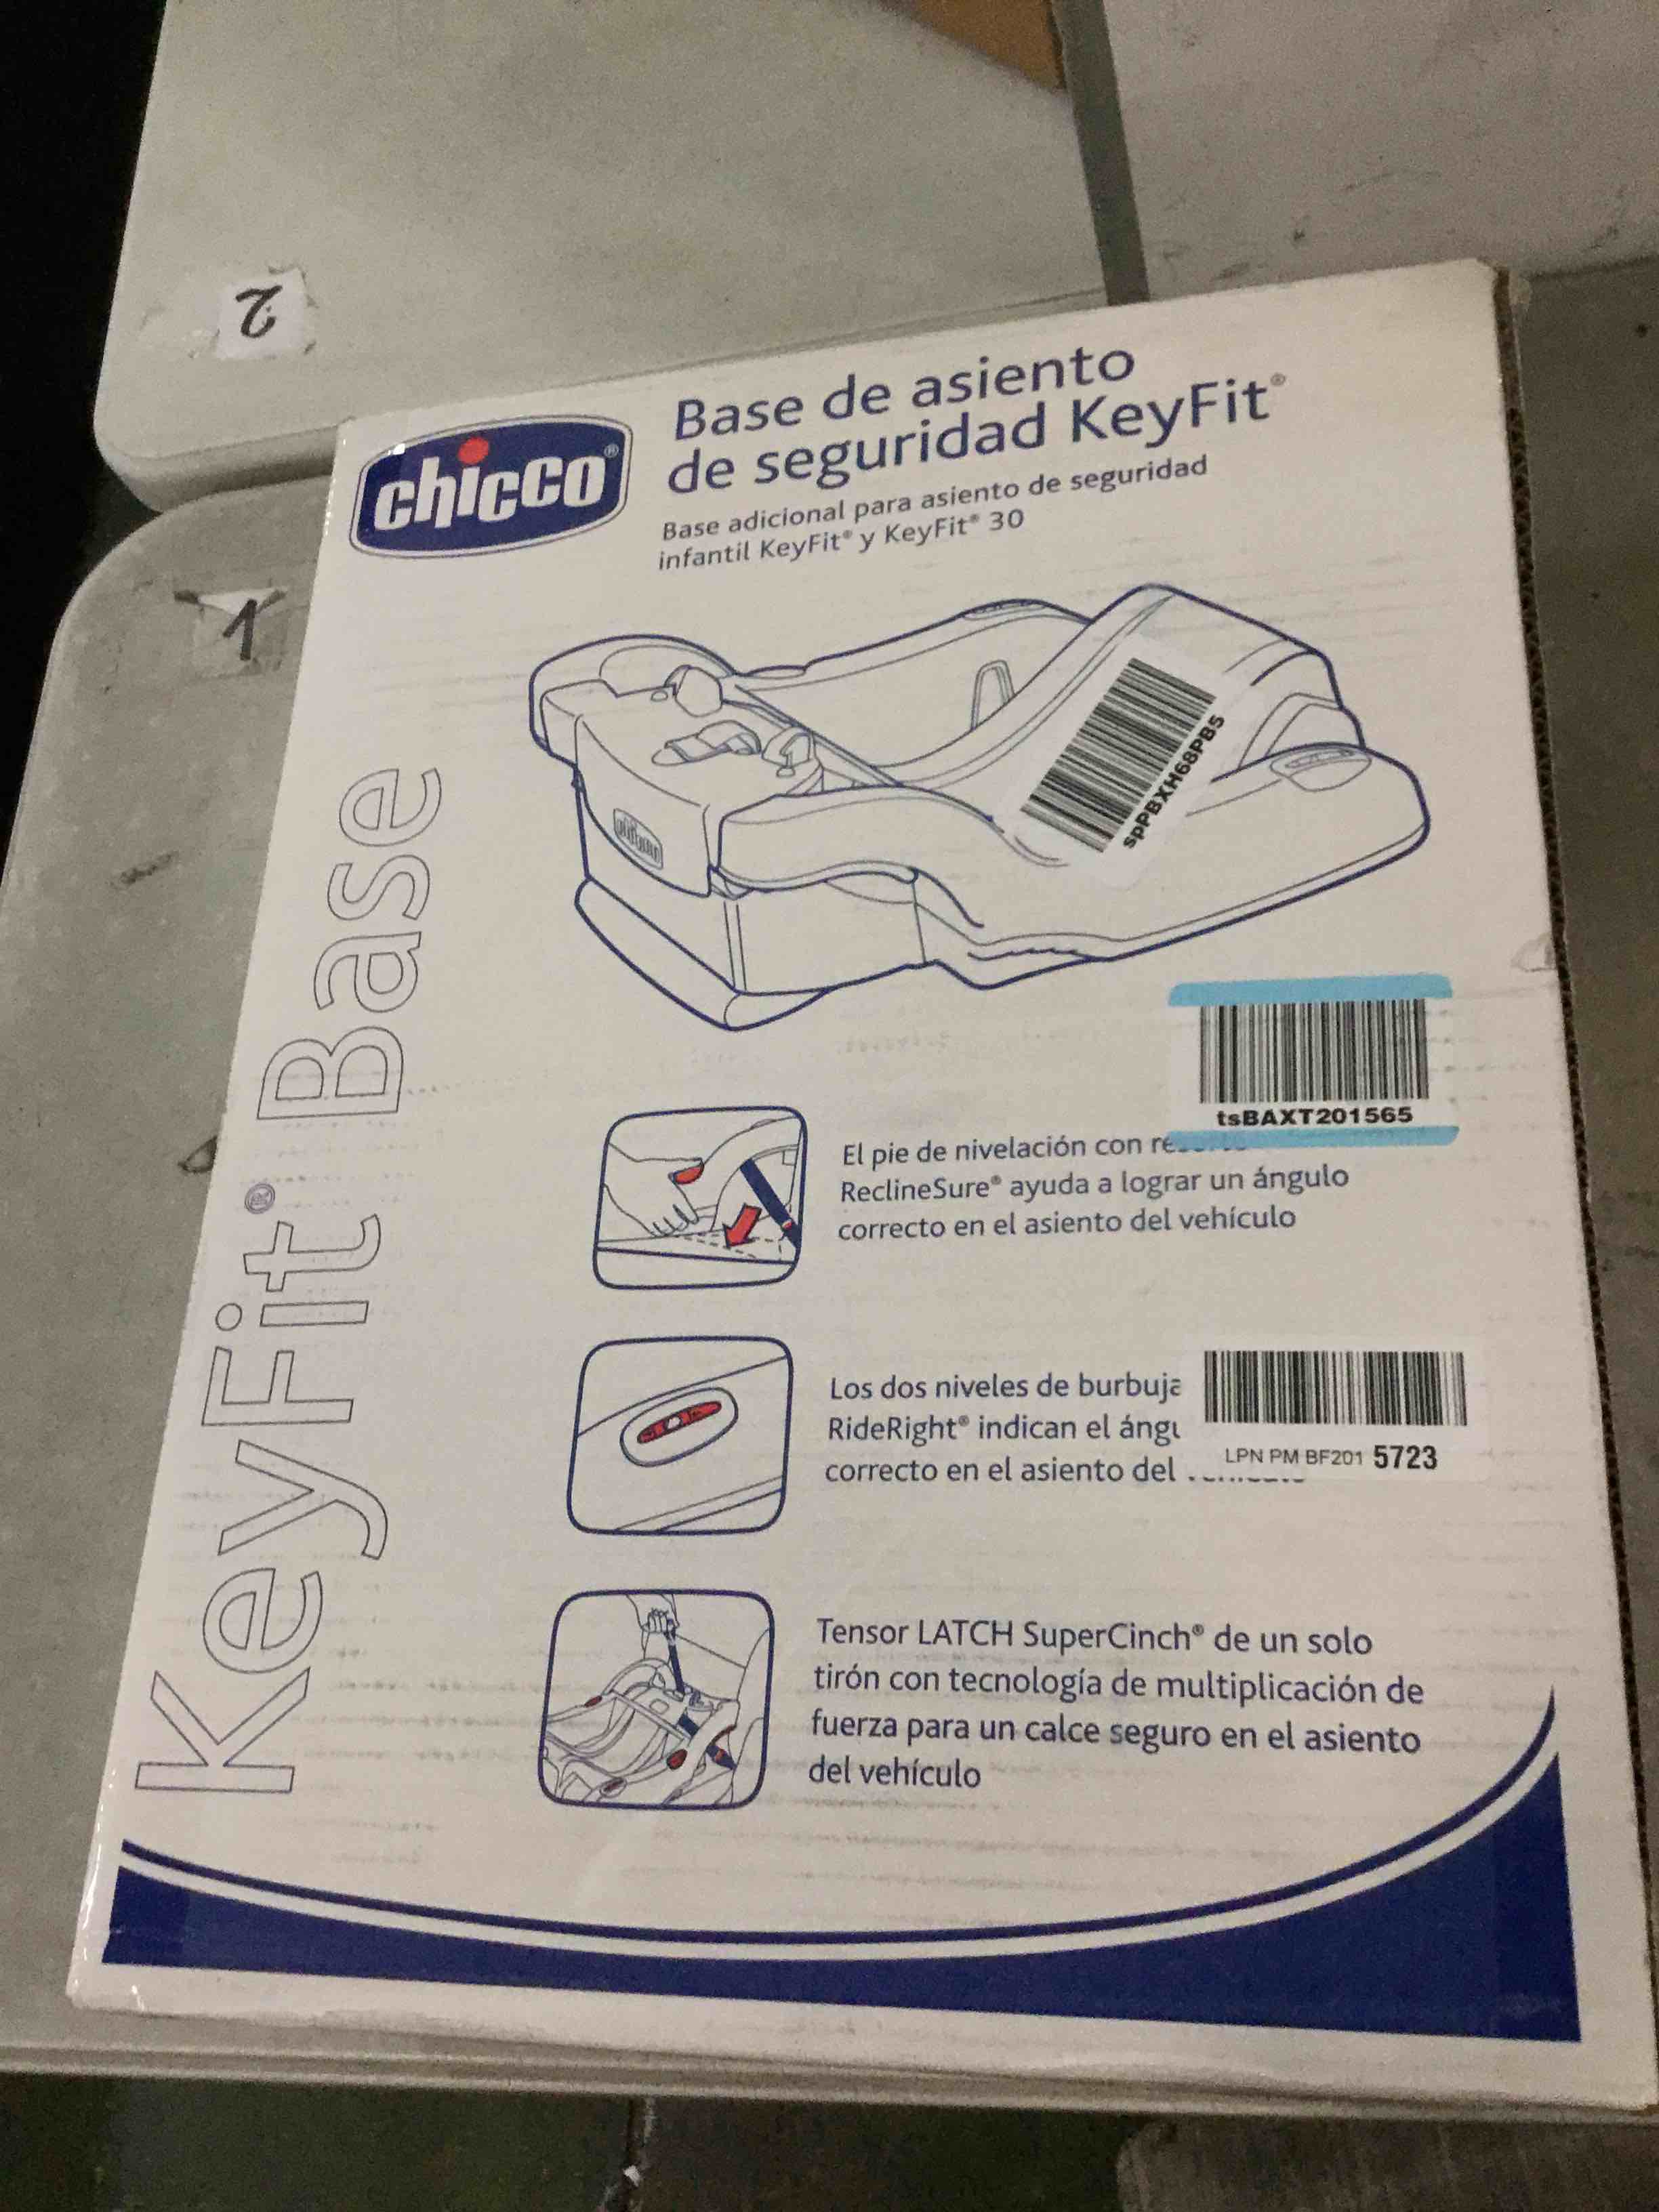 2
1
chicco®
Base de asiento
de seguridad KeyFit®
Base adicional para asiento de seguridad
infantil KeyFit® y KeyFit® 30
KeyFit® Base
chicco
spPBXH68PB5
tsBAXT201565
El pie de nivelación con
ReclineSure® ayuda a lograr un ángulo
correcto en el asiento del vehículo
Los dos niveles de burbuja
RideRight® indican el
correcto en el asiento del
LPN PM BF201 5723
Tensor LATCH SuperCinch® de un solo
tirón con tecnología de multiplicación de
fuerza para un calce seguro en el asiento
del vehículo